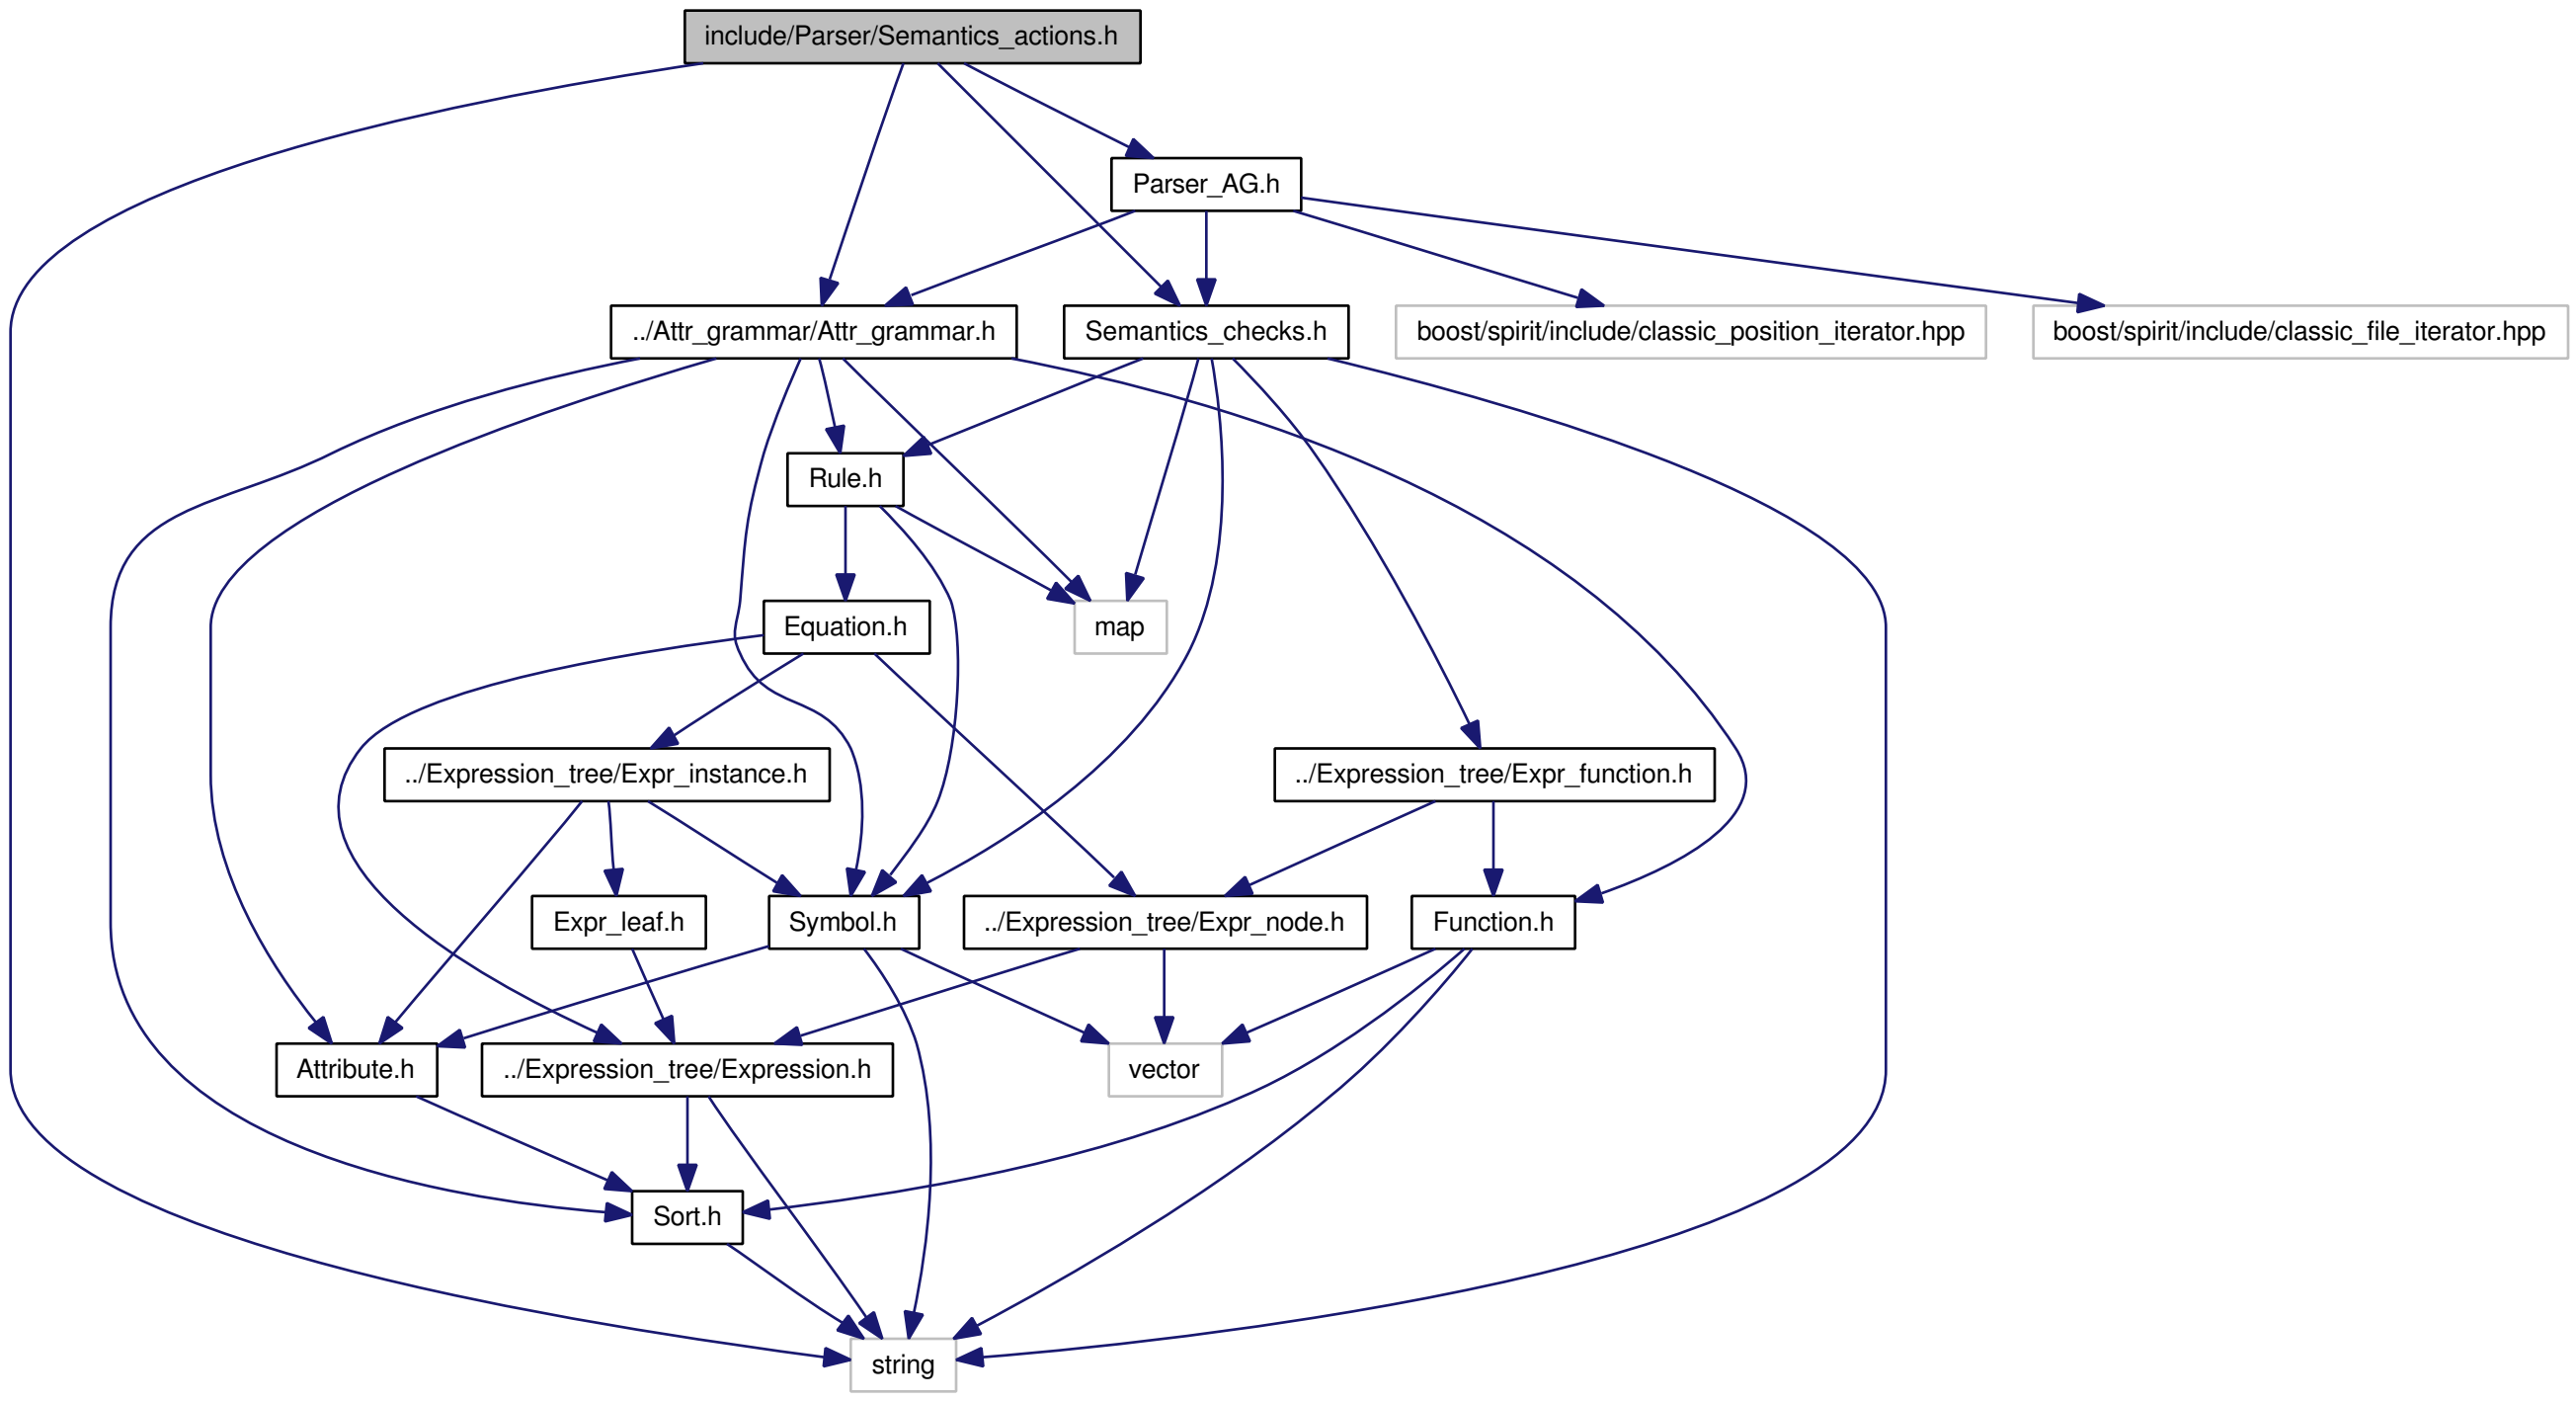 include/Parser/Semantics_actions.h
Parser_AG.h
../Attr_grammar/Attr_grammar.h
Semantics_checks.h
boost/spirit/include/classic_position_iterator.hpp
boost/spirit/include/classic_file_iterator.hpp
Rule.h
Equation.h
map
../Expression_tree/Expr_instance.h
../Expression_tree/Expr_function.h
Expr_leaf.h
Symbol.h
../Expression_tree/Expr_node.h
Function.h
Attribute.h
../Expression_tree/Expression.h
vector
Sort.h
string